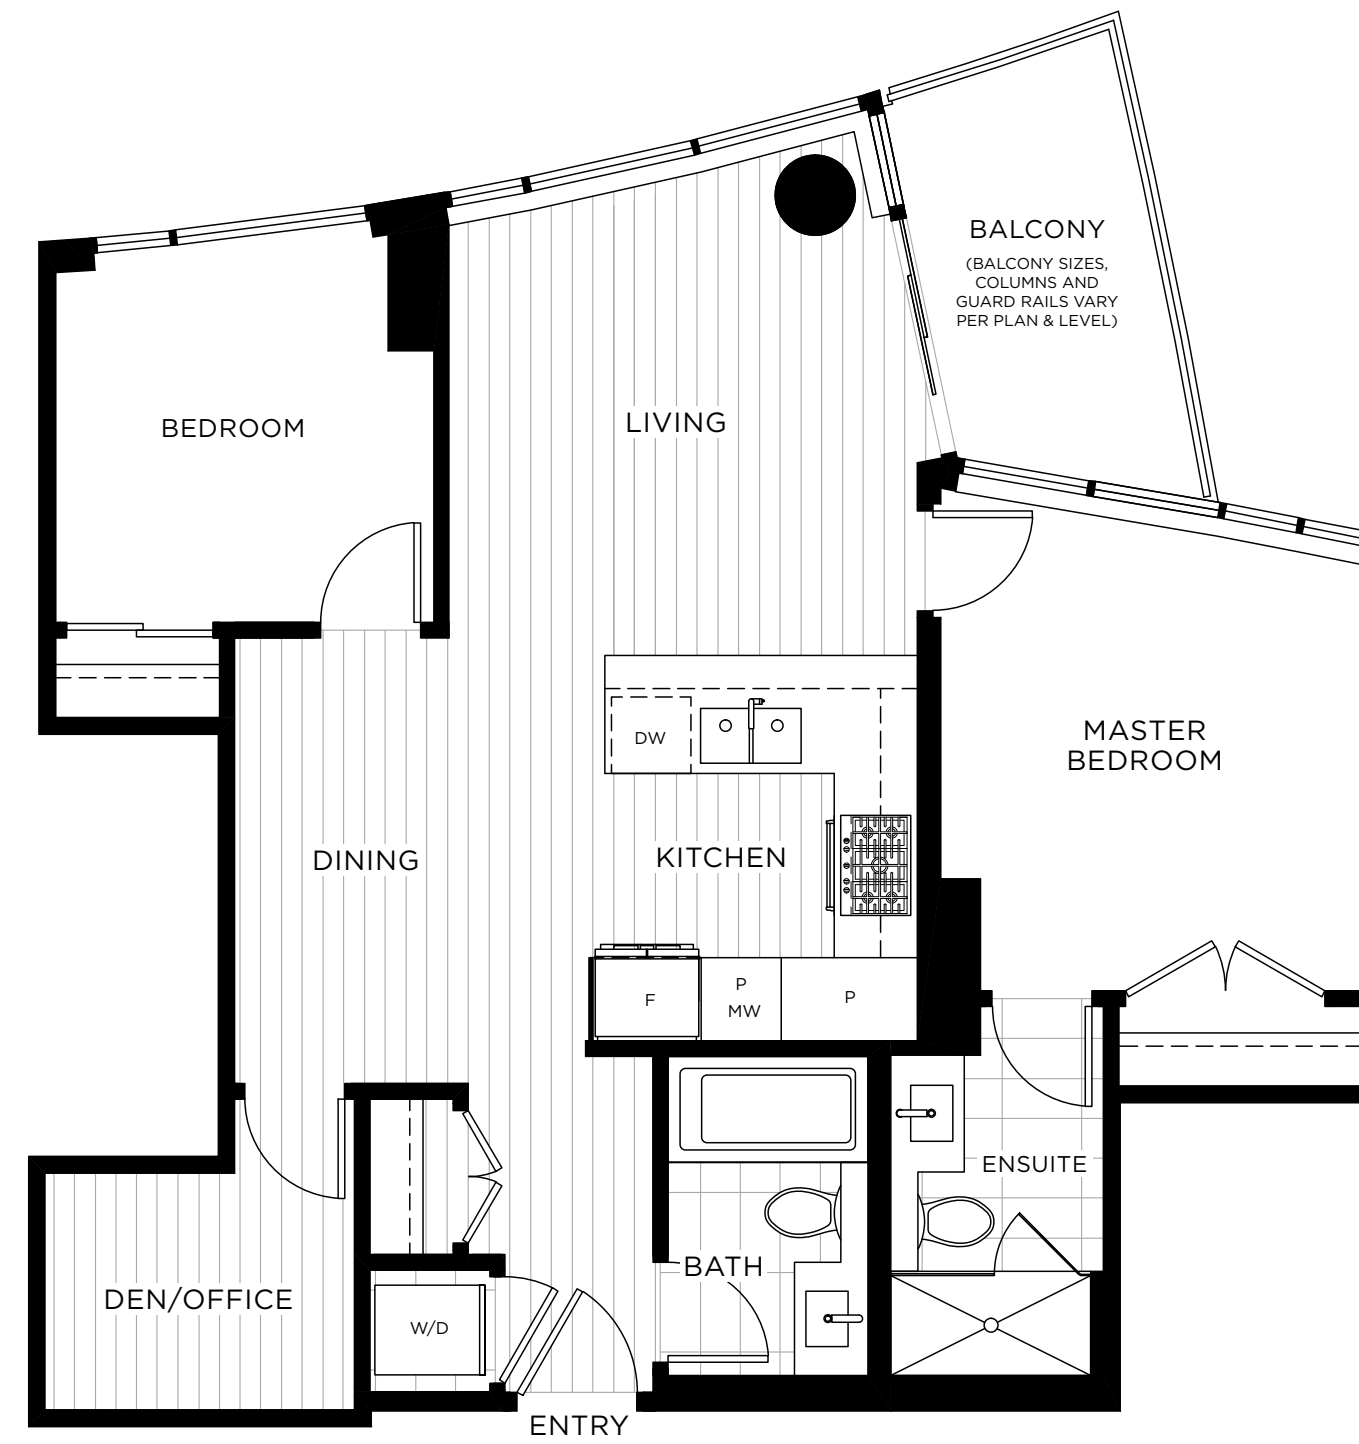 BALCONY
(BALCONY SIZES,
COLUMNS AND
GUARD RAILS VARY
PER PLAN & LEVEL)
BEDROOM
LIVING
DW
MASTER
BEDROOM
DINING
KITCHEN
F
P
MW
P
ENSUITE
BATH
DEN/OFFICE
W/D
ENTRY